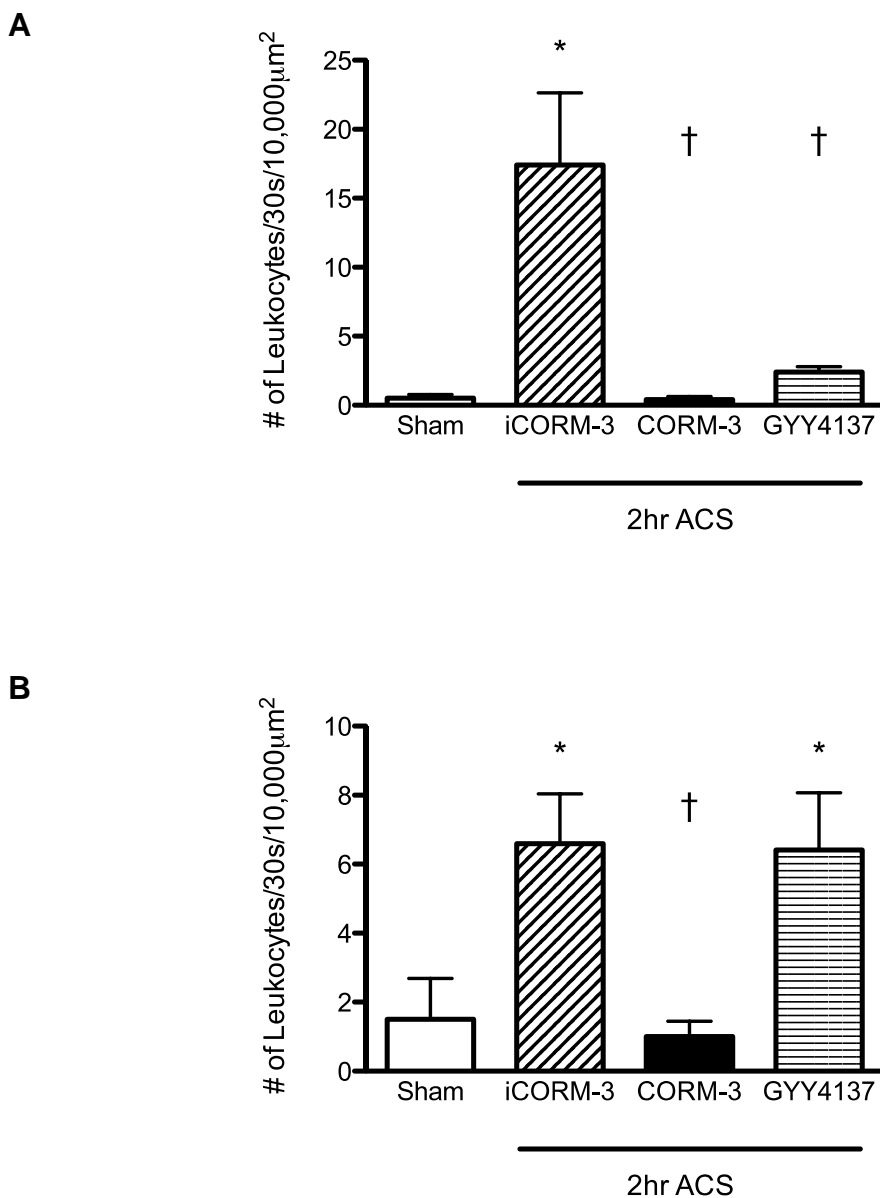 A
# of Leukocytes/30s/10,000μm²
25
20
15
10
5
0
*
†
†
Sham
iCORM-3
CORM-3
GYY4137
2hr ACS
B
# of Leukocytes/30s/10,000μm²
10
8
6
4
2
0
*
†
*
Sham
iCORM-3
CORM-3
GYY4137
2hr ACS